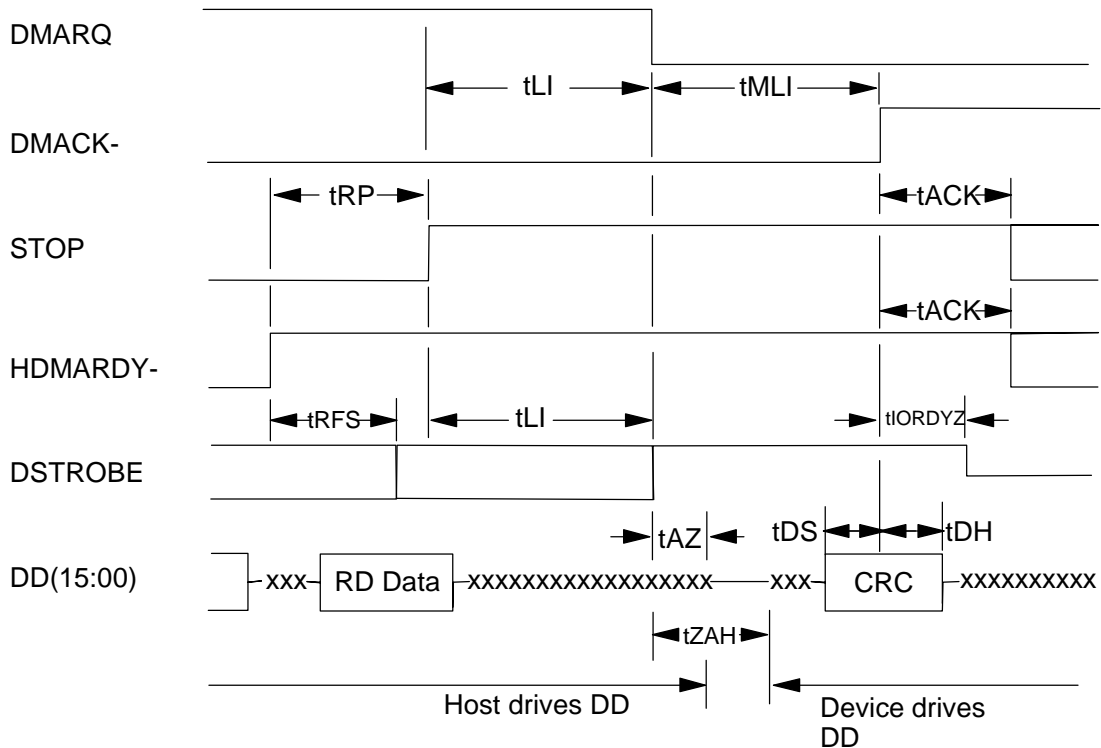 DMARQ
tLI
tMLI
DMACK-
tRP
tACK
STOP
tACK
HDMARDY-
tRFS
tLI
tIORDYZ
DSTROBE
tAZ
tDS
tDH
DD(15:00)
xxx
RD Data
xxxxxxxxxxxxxxxxxx
xxx
CRC
xxxxxxxxxx
tZAH
Host drives DD
Device drives
DD